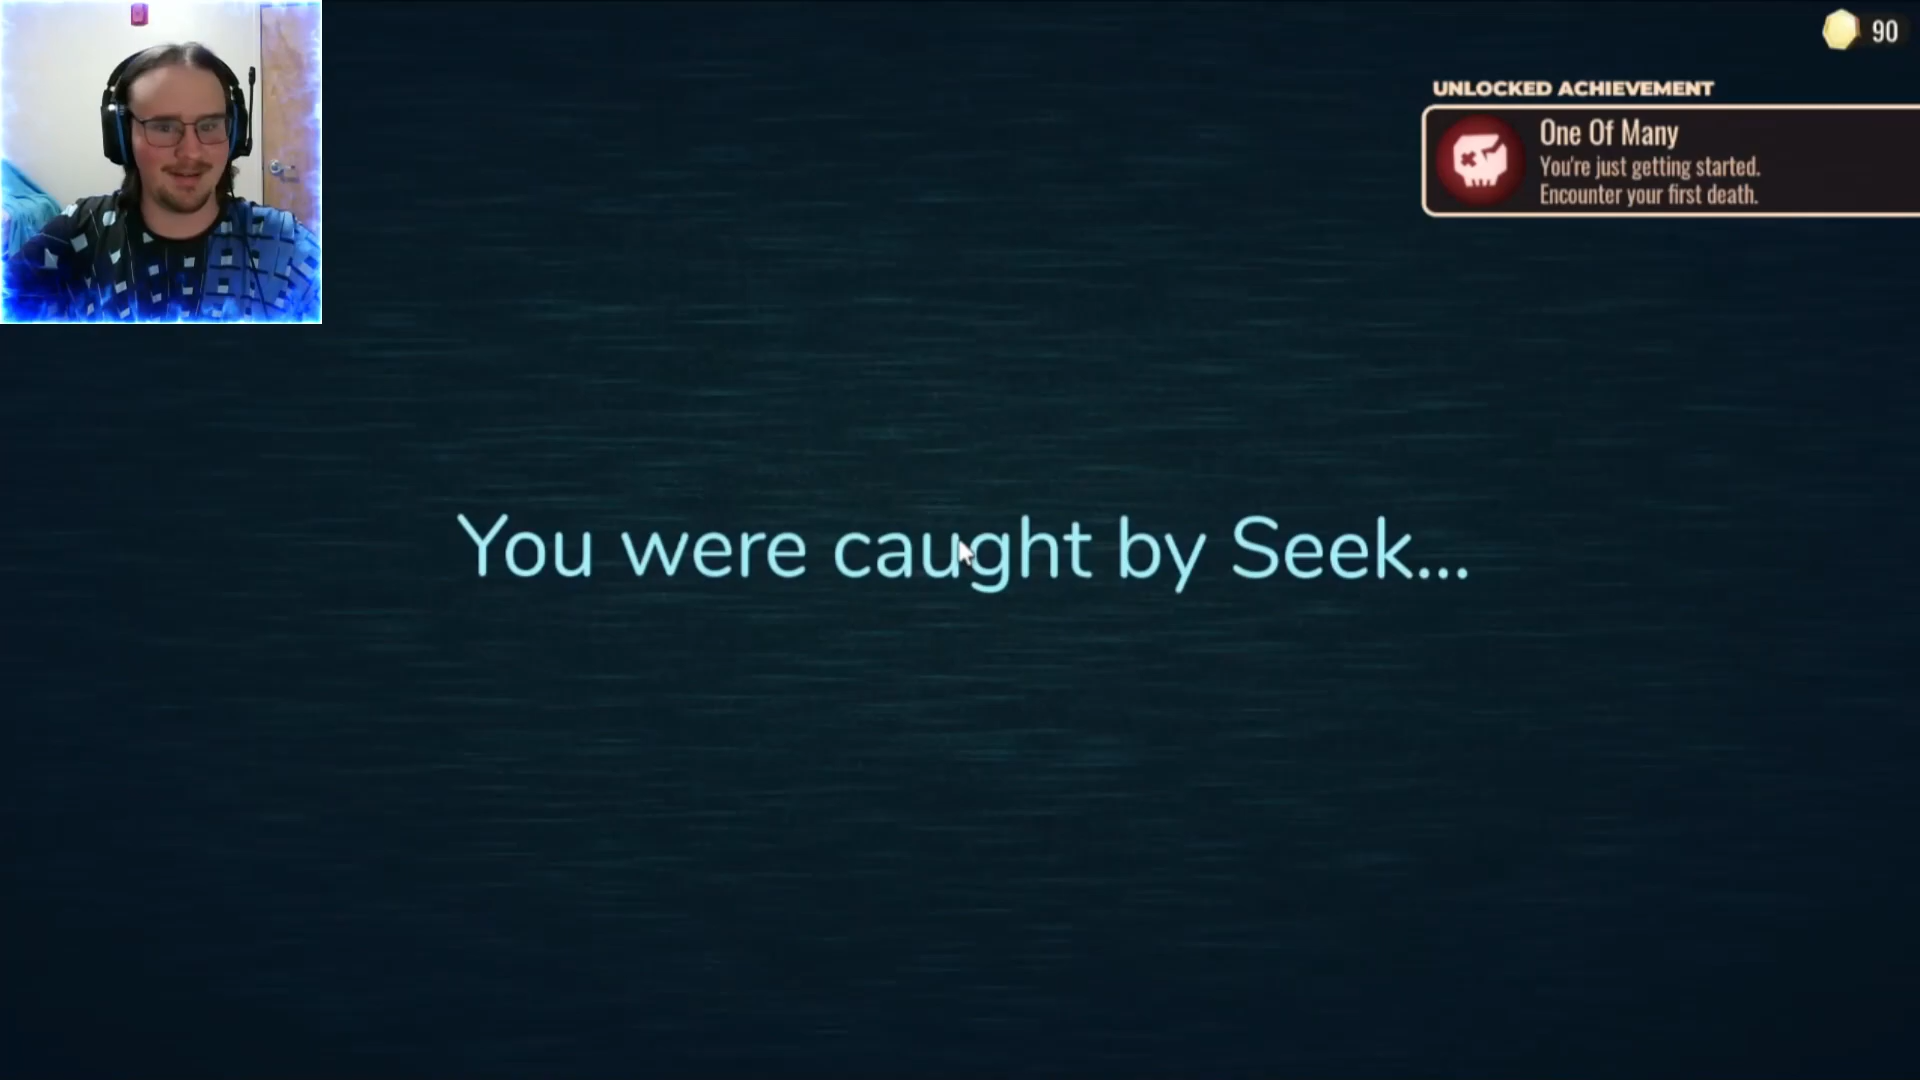 90
UNLOCKED ACHIEVEMENT
One Of Many
You're just getting started.
Encounter your first death.
You were caught by Seek...